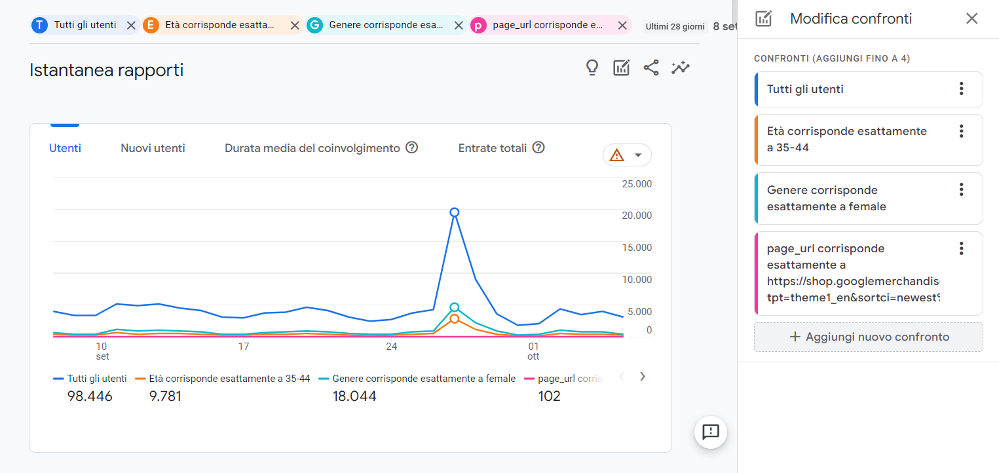 T Tutti gli utenti
E Età corrisponde esatta...
G Genere corrisponde esa...
p page_url corrisponde e...
Ultimi 28 giorni 8 set
Istantanea rapporti
Utenti
Nuovi utenti
Durata media del coinvolgimento
Entrate totali
25.000
20.000
15.000
10.000
5.000
0
10
set
17
24
01
ott
Tutti gli utenti
98.446
Età corrisponde esattamente a 35-44
9.781
Genere corrisponde esattamente a female
18.044
page_url corris
102
Modifica confronti
CONFRONTI (AGGIUNGI FINO A 4)
Tutti gli utenti
Età corrisponde esattamente
a 35-44
Genere corrisponde
esattamente a female
page_url corrisponde
esattamente a
https://shop.googlemerchandis
tpt=theme1_en&sortci=newest%
+ Aggiungi nuovo confronto